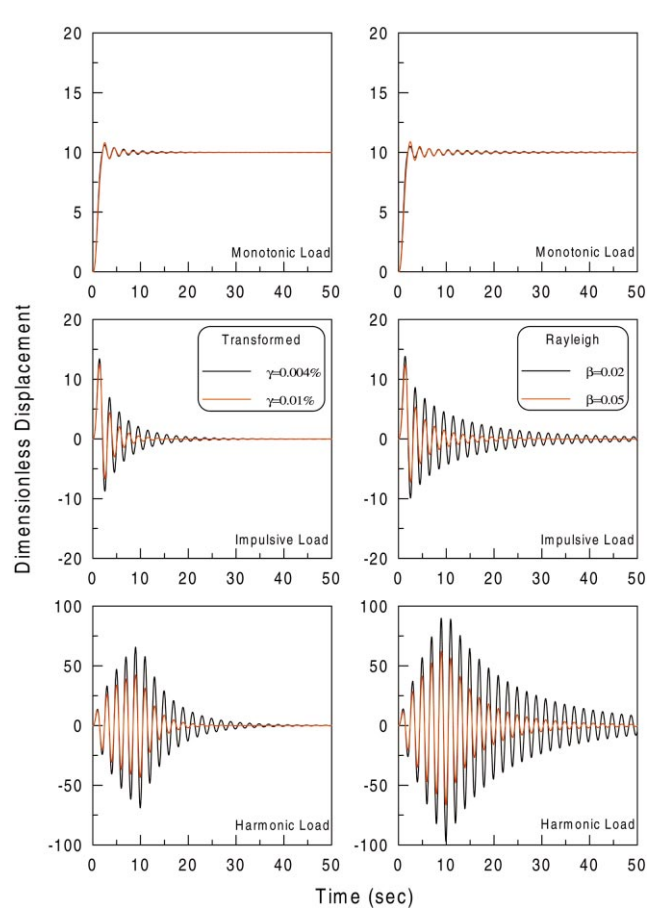 Dimensionless Displacement
20
15
10
5
0
0 10 20 30 40 50
Monotonic Load
20
15
10
5
0
0 10 20 30 40 50
Monotonic Load
20
10
0
-10
-20
0 10 20 30 40 50
Transformed
γ=0.004%
γ=0.01%
Impulsive Load
20
10
0
-10
-20
0 10 20 30 40 50
Rayleigh
β=0.02
β=0.05
Impulsive Load
100
50
0
-50
-100
0 10 20 30 40 50
Harmonic Load
100
50
0
-50
-100
0 10 20 30 40 50
Harmonic Load
Time (sec)